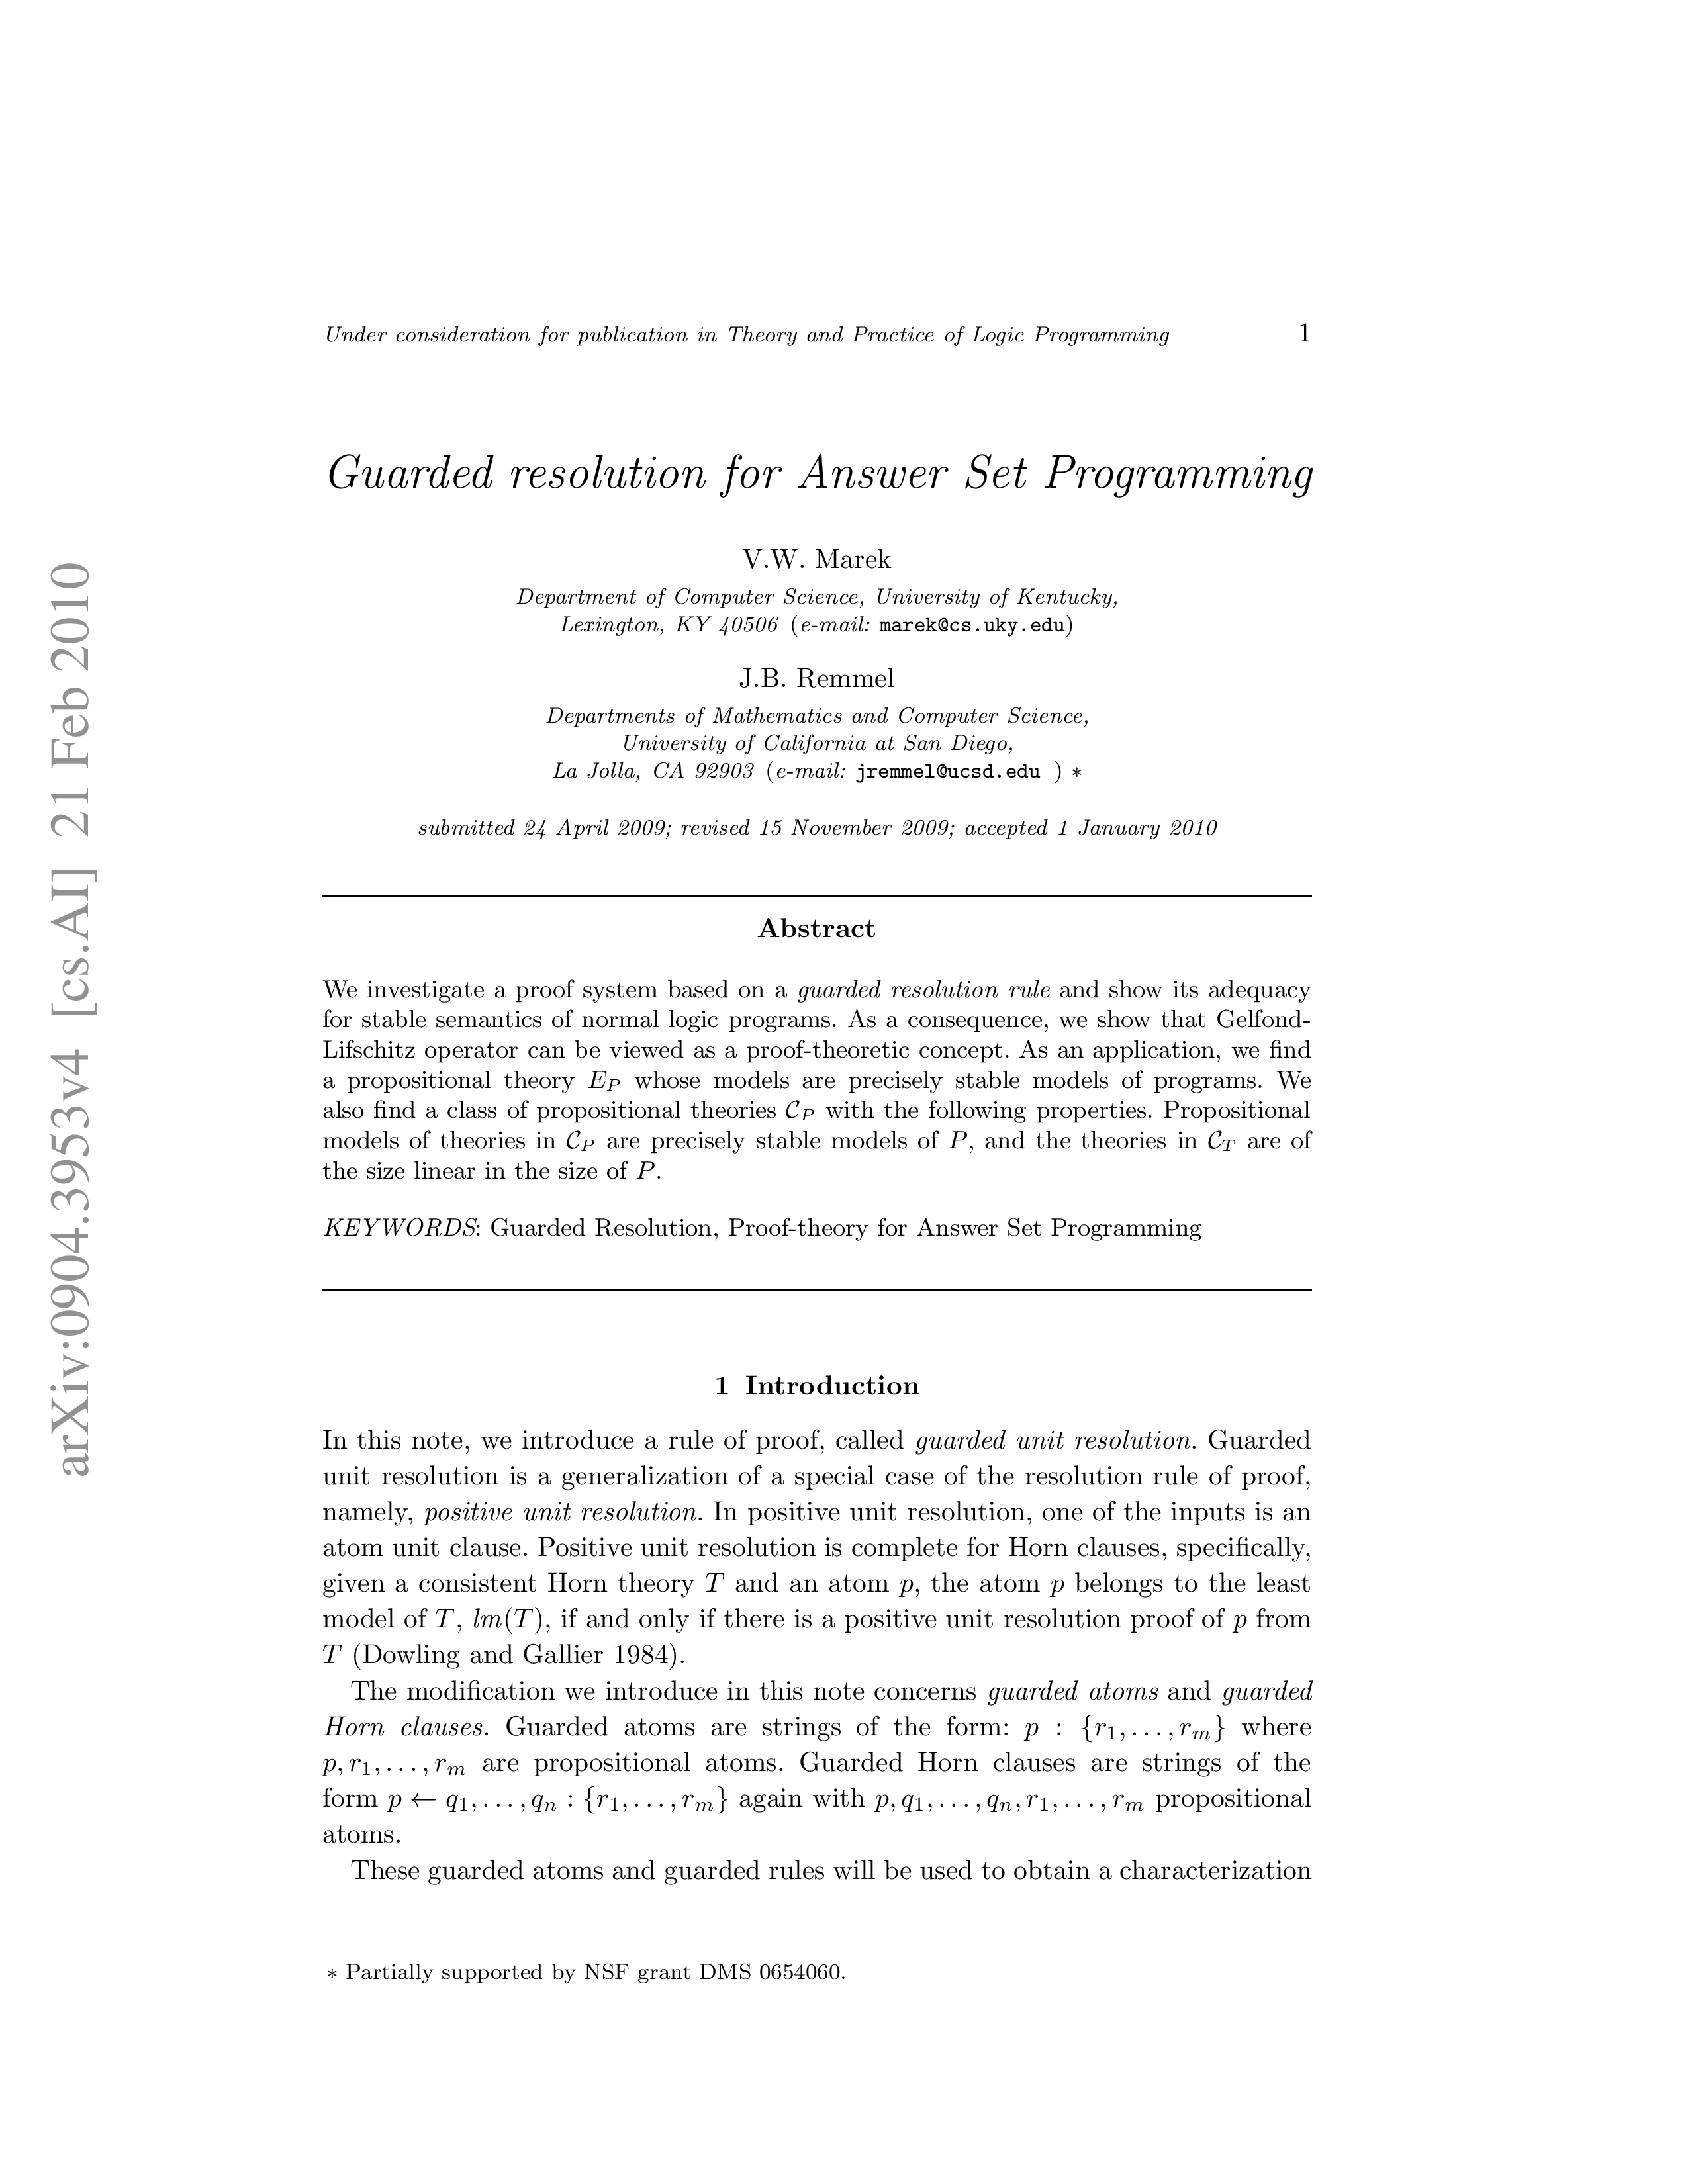 Under consideration for publication in Theory and Practice of Logic Programming 1
Guarded resolution for Answer Set Programming
V.W. Marek
Department of Computer Science, University of Kentucky,
Lexington, KY 40506 (e-mail: marek@cs.uky.edu)
J.B. Remmel
Departments of Mathematics and Computer Science,
University of California at San Diego,
La Jolla, CA 92903 (e-mail: jremmel@ucsd.edu ) ∗
submitted 24 April 2009; revised 15 November 2009; accepted 1 January 2010
Abstract
We investigate a proof system based on a guarded resolution rule and show its adequacy
for stable semantics of normal logic programs. As a consequence, we show that Gelfond-
Lifschitz operator can be viewed as a proof-theoretic concept. As an application, we find
a propositional theory E_P whose models are precisely stable models of programs. We
also find a class of propositional theories C_P with the following properties. Propositional
models of theories in C_P are precisely stable models of P, and the theories in C_T are of
the size linear in the size of P.
KEYWORDS: Guarded Resolution, Proof-theory for Answer Set Programming
1 Introduction
In this note, we introduce a rule of proof, called guarded unit resolution. Guarded
unit resolution is a generalization of a special case of the resolution rule of proof,
namely, positive unit resolution. In positive unit resolution, one of the inputs is an
atom unit clause. Positive unit resolution is complete for Horn clauses, specifically,
given a consistent Horn theory T and an atom p, the atom p belongs to the least
model of T, lm(T), if and only if there is a positive unit resolution proof of p from
T (Dowling and Gallier 1984).
The modification we introduce in this note concerns guarded atoms and guarded
Horn clauses. Guarded atoms are strings of the form: p : {r_1, . . . , r_m} where
p, r_1, . . . , r_m are propositional atoms. Guarded Horn clauses are strings of the
form p ← q_1, . . . , q_n : {r_1, . . . , r_m} again with p, q_1, . . . , q_n, r_1, . . . , r_m propositional
atoms.
These guarded atoms and guarded rules will be used to obtain a characterization
∗ Partially supported by NSF grant DMS 0654060.
arXiv:0904.3953v4 [cs.AI] 21 Feb 2010